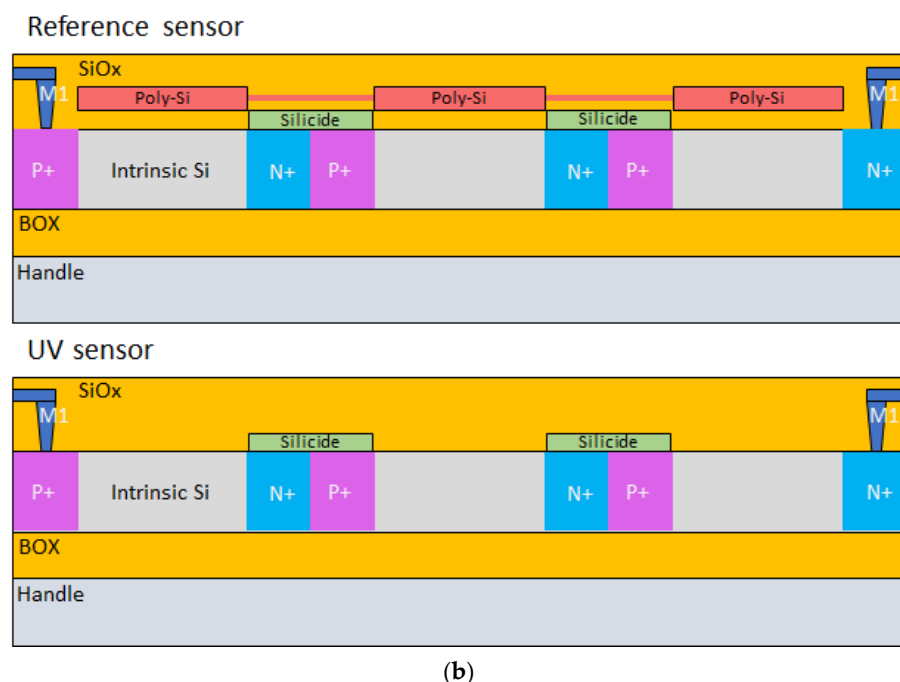 Reference sensor
SiOx
M1 Poly-Si Poly-Si Poly-Si M1
Silicide Silicide
P+ Intrinsic Si N+ P+ N+ P+ N+
BOX
Handle
UV sensor
SiOx
M1 M1
Silicide Silicide
P+ Intrinsic Si N+ P+ N+ P+ N+
BOX
Handle
(b)